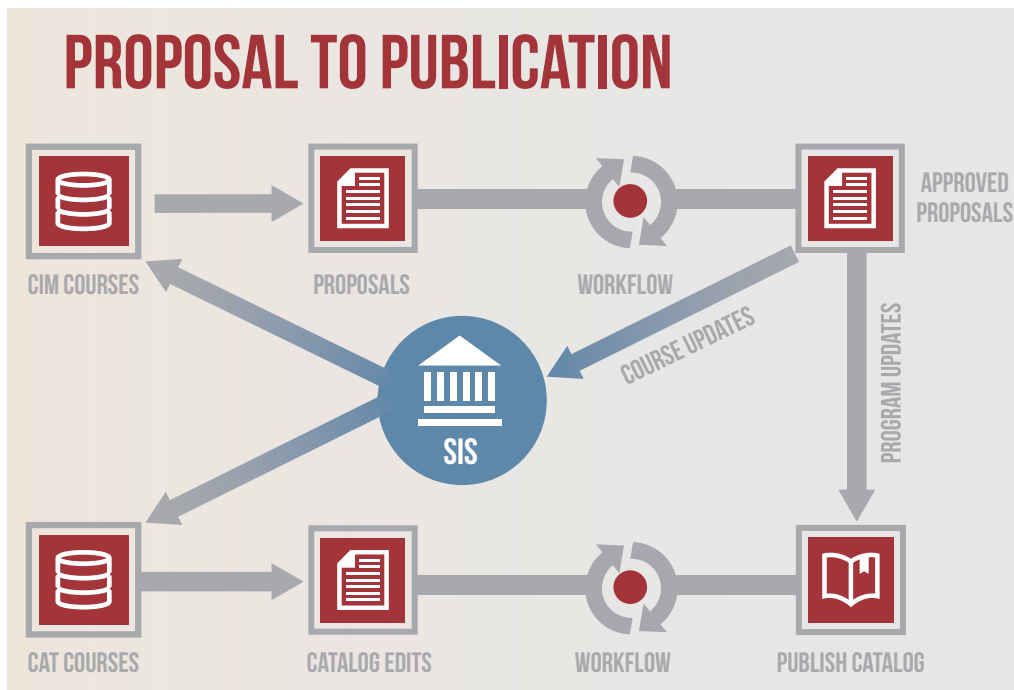 PROPOSAL TO PUBLICATION
APPROVED
PROPOSALS
CIM COURSES
PROPOSALS
WORKFLOW
COURSE UPDATES
PROGRAM UPDATES
SIS
CAT COURSES
CATALOG EDITS
WORKFLOW
PUBLISH CATALOG